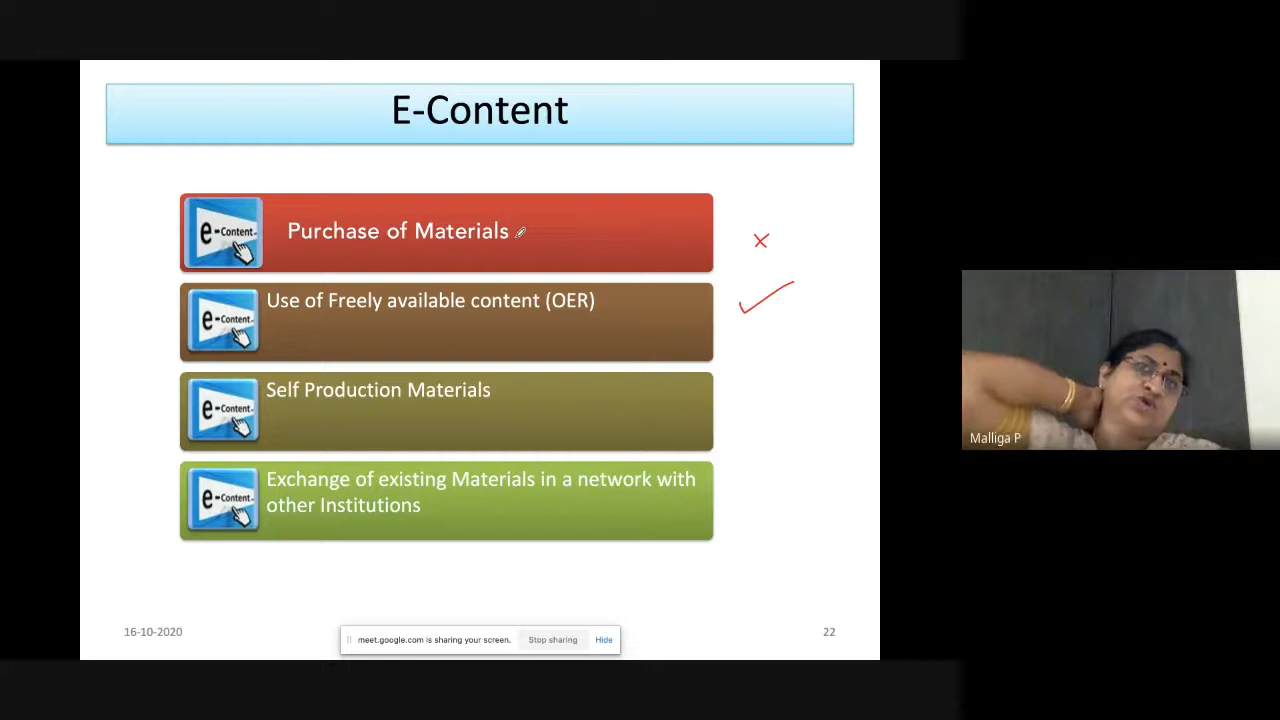 E-Content
e-Content
Purchase of Materials
e-Content
Use of Freely available content (OER)
e-Content
Self Production Materials
e-Content
Exchange of existing Materials in a network with
other Institutions
Malliga P
16-10-2020
meet.google.com is sharing your screen. Stop sharing Hide
22